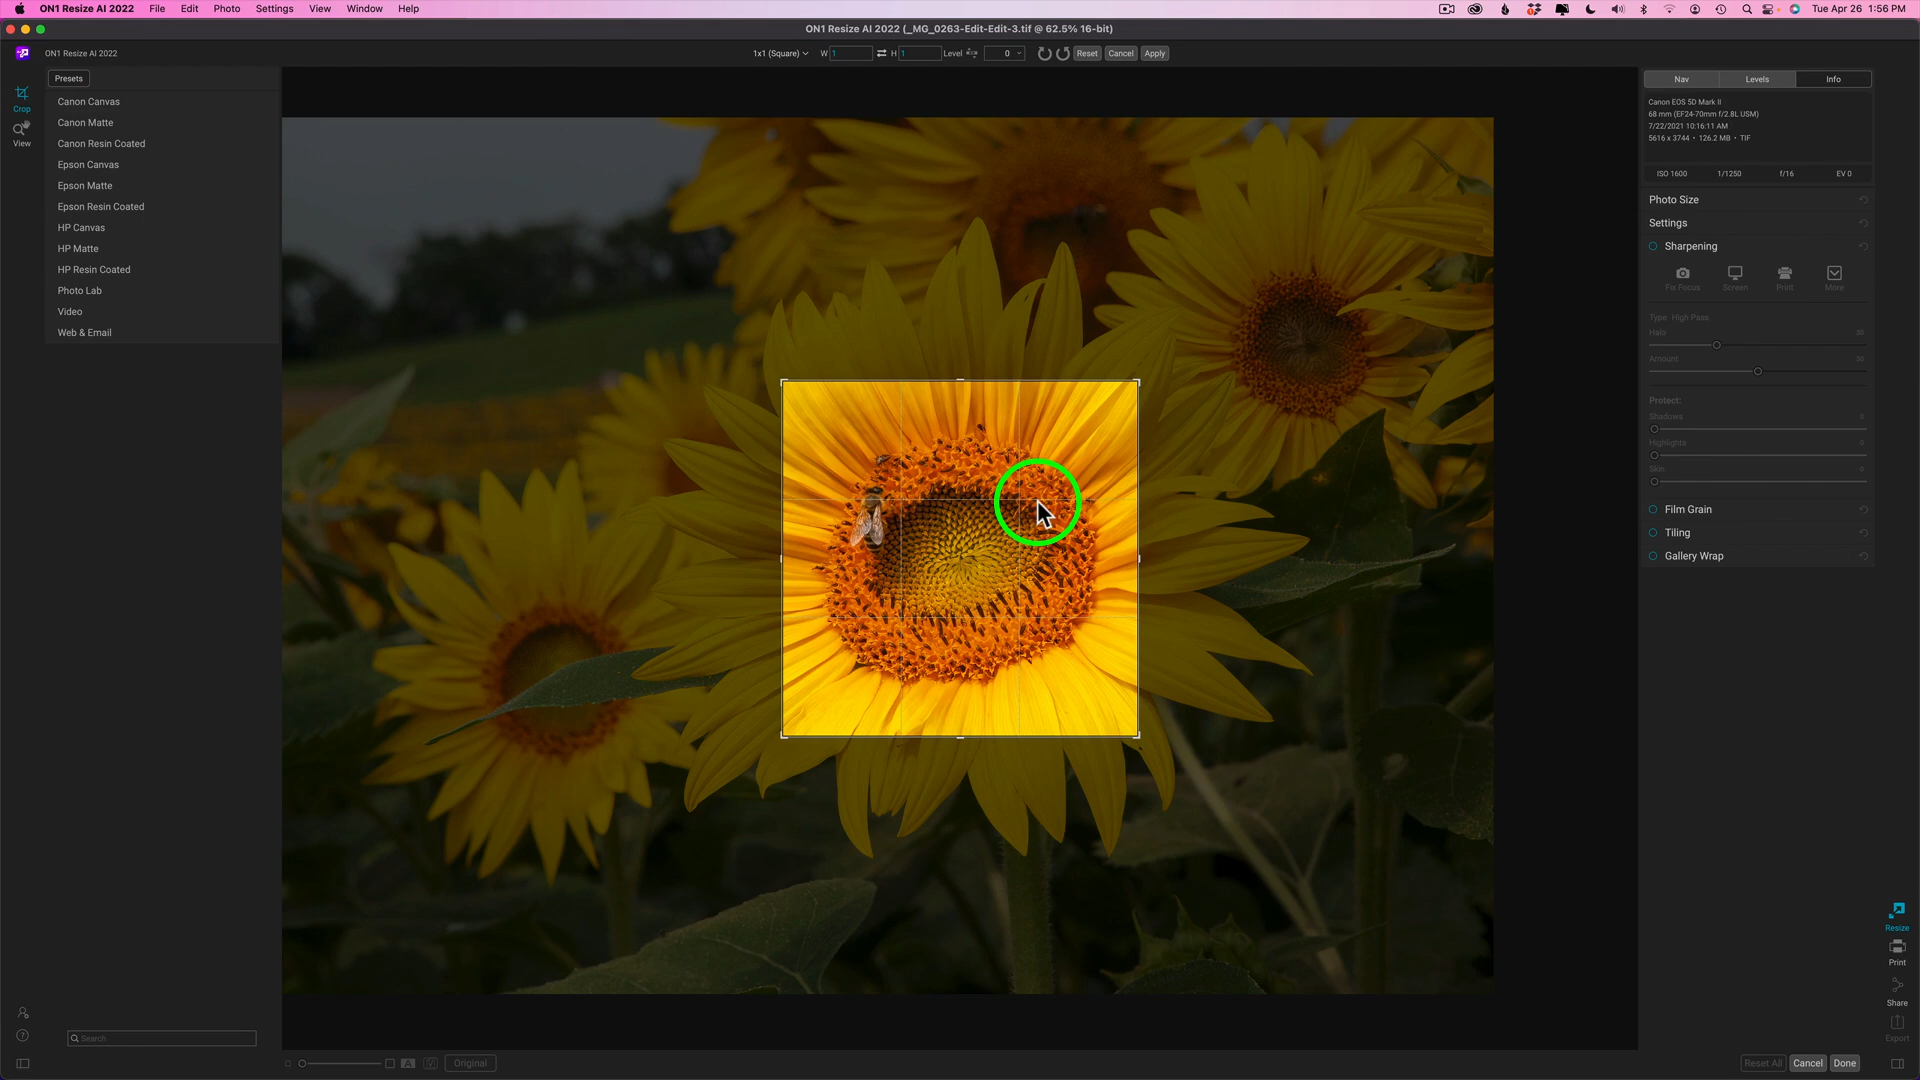 ON1 Resize AI 2022 File Edit Photo Settings View Window Help Tue Apr 26 1:56 PM
ON1 Resize AI 2022 (_MG_0263-Edit-Edit-3.tif @ 62.5% 16-bit)
ON1 Resize AI 2022 1x1 (Square) W 1 H 1 Level 0 Reset Cancel Apply
Crop
View
Presets
Canon Canvas
Canon Matte
Canon Resin Coated
Epson Canvas
Epson Matte
Epson Resin Coated
HP Canvas
HP Matte
HP Resin Coated
Photo Lab
Video
Web & Email
Nav Levels Info
Canon EOS 5D Mark II
68 mm (EF24-70mm f/2.8L USM)
7/22/2021 10:16:11 AM
5616 x 3744 • 126.2 MB • TIF
ISO 1600 1/1250 f/16 EV 0
Photo Size
Settings
Sharpening
Fix Focus Screen Print More
Type High Pass
Halo 30
Amount 50
Protect:
Shadows 0
Highlights 0
Skin 0
Film Grain
Tiling
Gallery Wrap
Resize
Print
Share
Export
Search
A Original Reset All Cancel Done